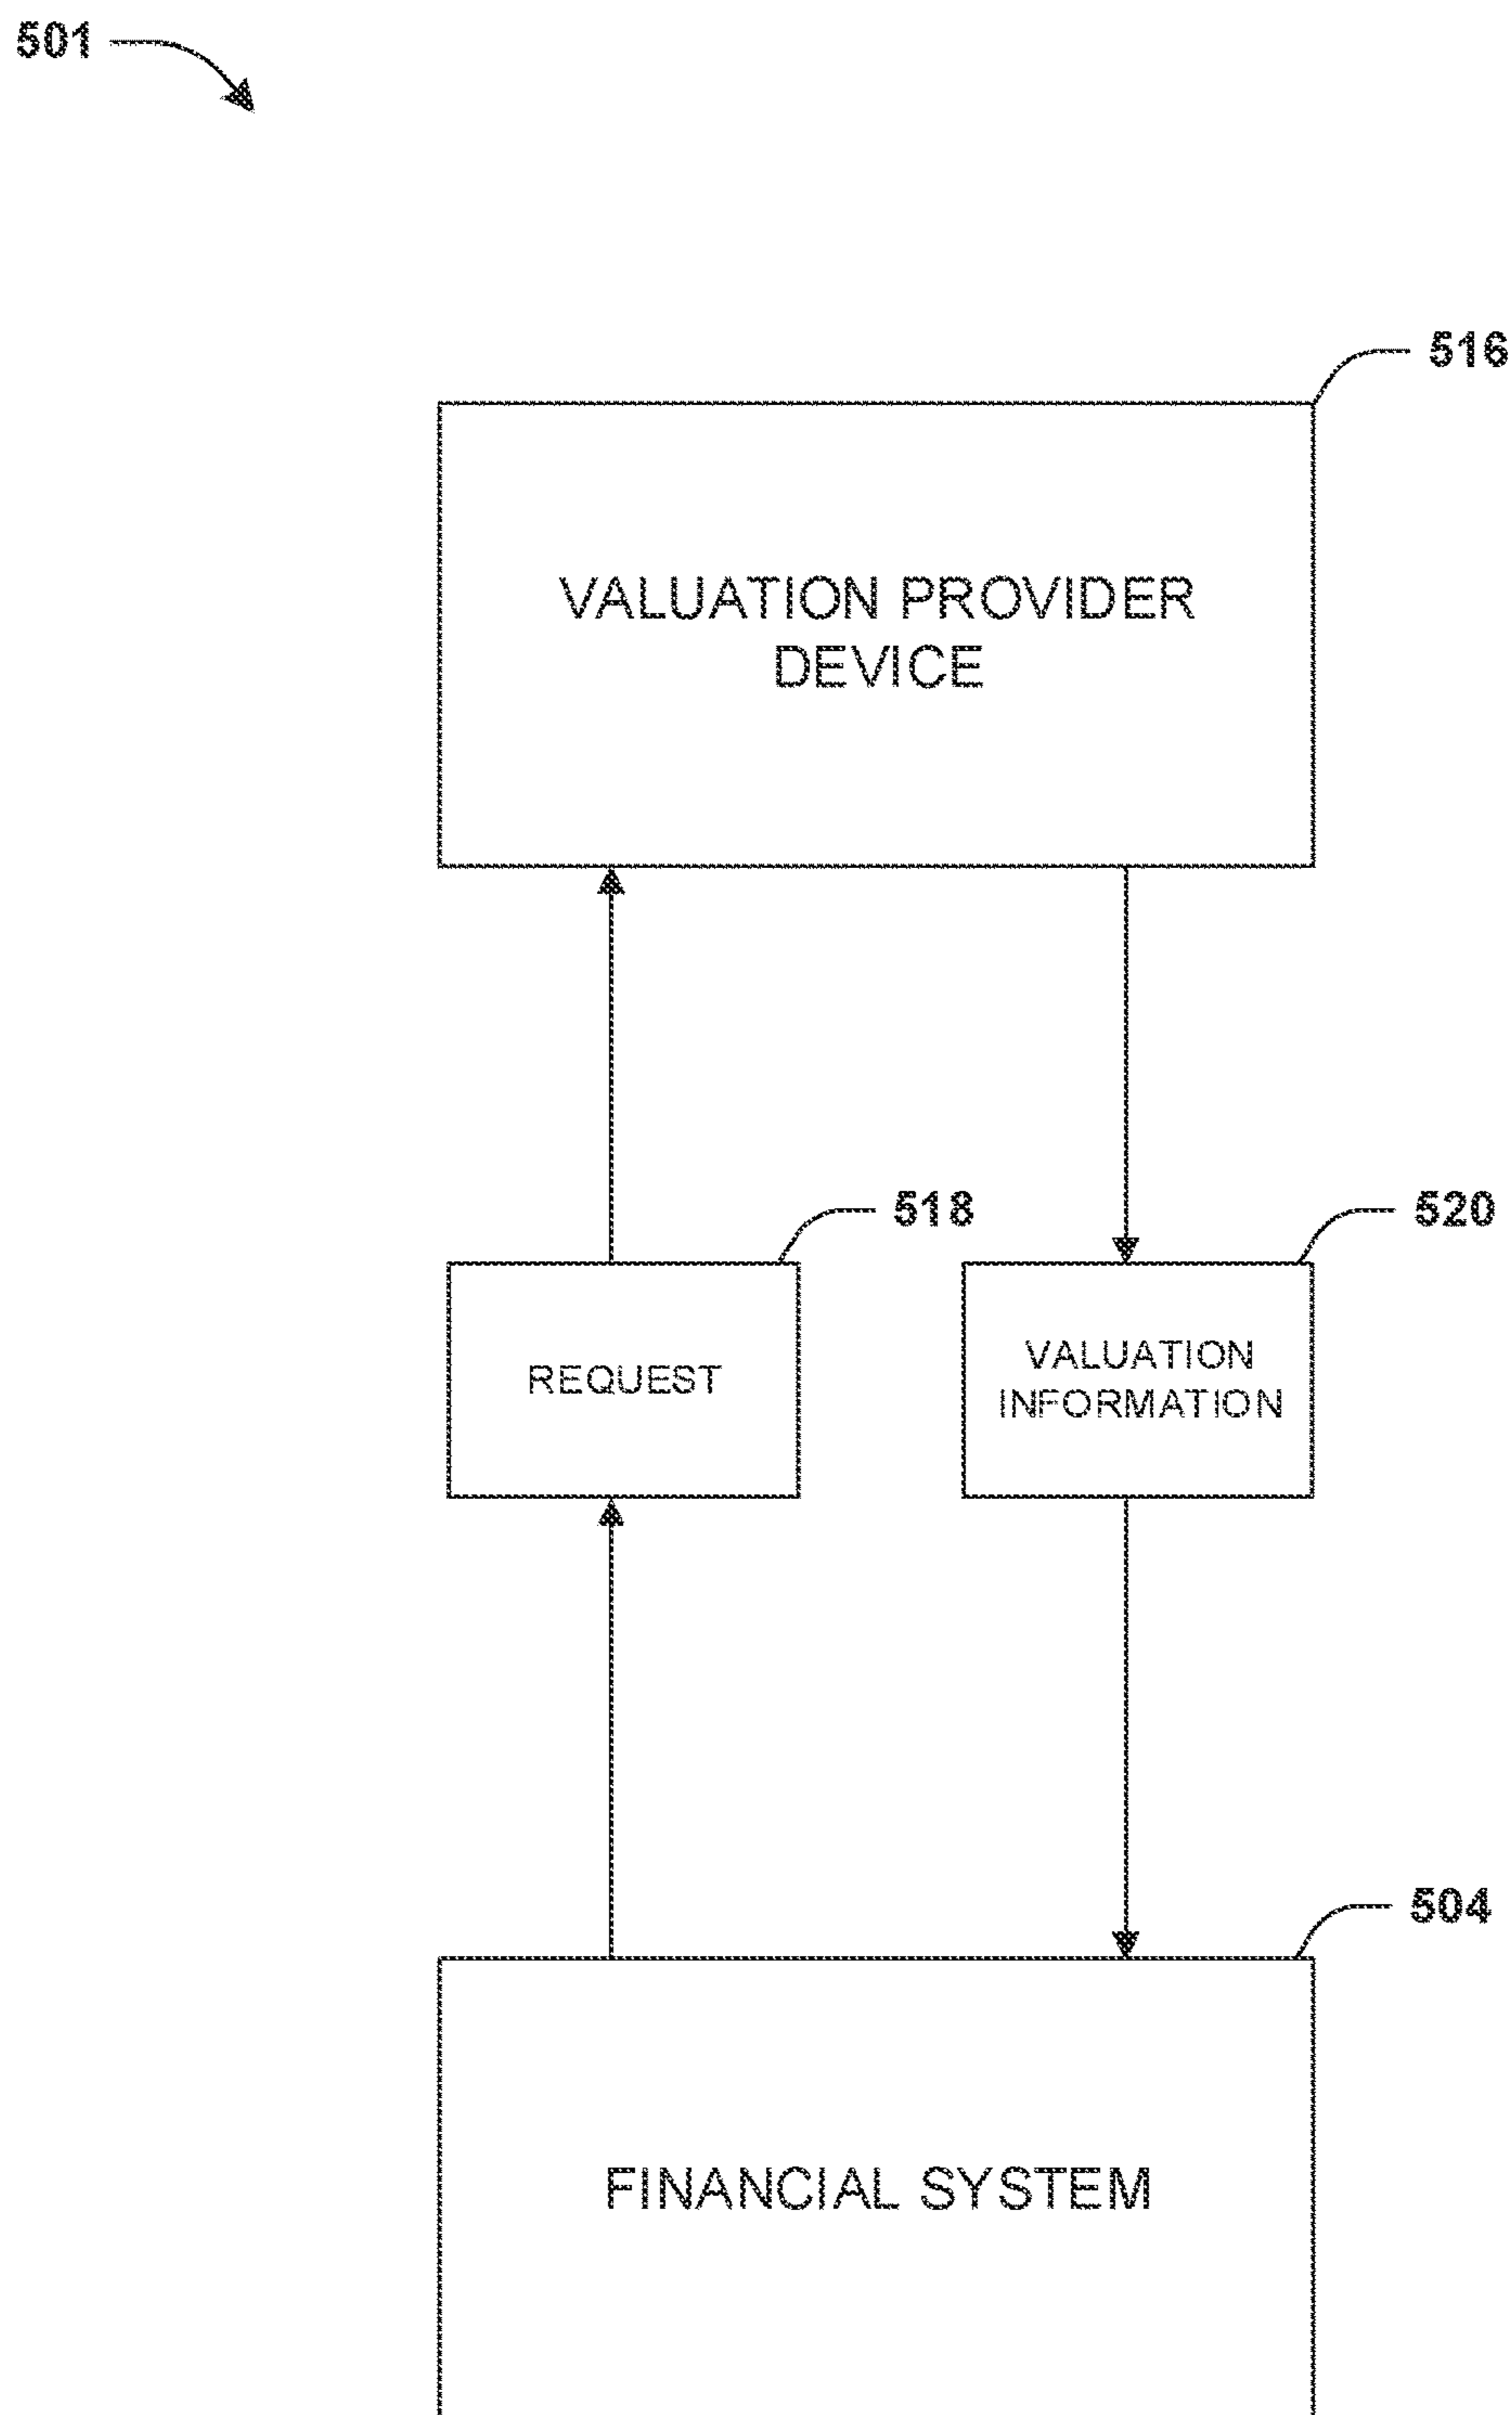 501
516
VALUATION PROVIDER
DEVICE
518
520
REQUEST
VALUATION
INFORMATION
504
FINANCIAL SYSTEM